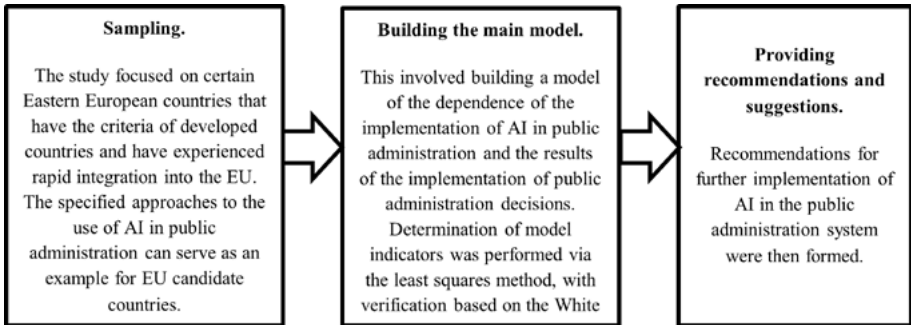 Sampling.
The study focused on certain
Eastern European countries that
have the criteria of developed
countries and have experienced
rapid integration into the EU.
The specified approaches to the
use of AI in public
administration can serve as an
example for EU candidate
countries.
Building the main model.
This involved building a model
of the dependence of the
implementation of AI in public
administration and the results
of the implementation of public
administration decisions.
Determination of model
indicators was performed via
the least squares method, with
verification based on the White
Providing
recommendations and
suggestions.
Recommendations for
further implementation of
AI in the public
administration system
were then formed.